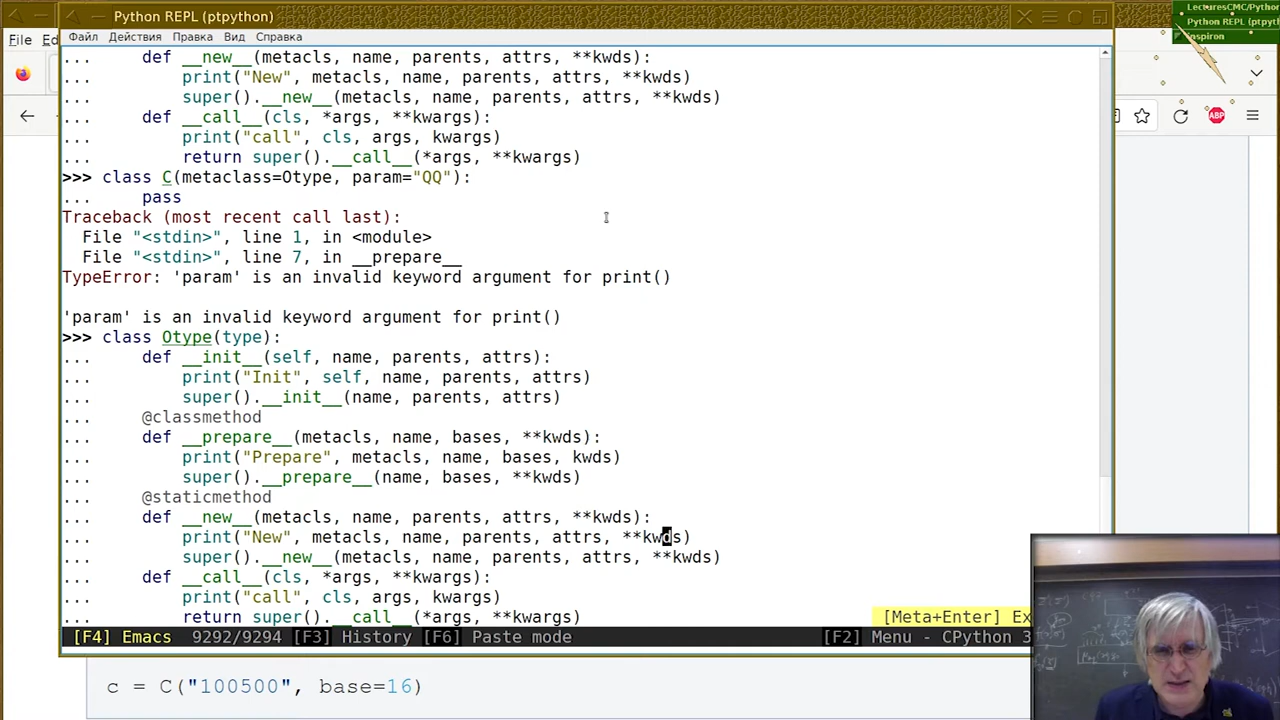 Python REPL (ptpython)
LecturesCMC/Python
Python REPL (ptpyth
Inspiron
File Ed
Файл Действия Правка Вид Справка
... def __new__(metacls, name, parents, attrs, **kwds):
... print("New", metacls, name, parents, attrs, **kwds)
... super().__new__(metacls, name, parents, attrs, **kwds)
... def __call__(cls, *args, **kwargs):
... print("call", cls, args, kwargs)
... return super().__call__(*args, **kwargs)
>>> class C(metaclass=Otype, param="QQ"):
... pass
Traceback (most recent call last):
File "<stdin>", line 1, in <module>
File "<stdin>", line 7, in __prepare__
TypeError: 'param' is an invalid keyword argument for print()
'param' is an invalid keyword argument for print()
>>> class Otype(type):
... def __init__(self, name, parents, attrs):
... print("Init", self, name, parents, attrs)
... super().__init__(name, parents, attrs)
... @classmethod
... def __prepare__(metacls, name, bases, **kwds):
... print("Prepare", metacls, name, bases, kwds)
... super().__prepare__(name, bases, **kwds)
... @staticmethod
... def __new__(metacls, name, parents, attrs, **kwds):
... print("New", metacls, name, parents, attrs, **kwds)
... super().__new__(metacls, name, parents, attrs, **kwds)
... def __call__(cls, *args, **kwargs):
... print("call", cls, args, kwargs)
... return super().__call__(*args, **kwargs)
[Meta+Enter] Ex
[F4] Emacs 9292/9294 [F3] History [F6] Paste mode [F2] Menu - CPython 3
ABP
c = C("100500", base=16)